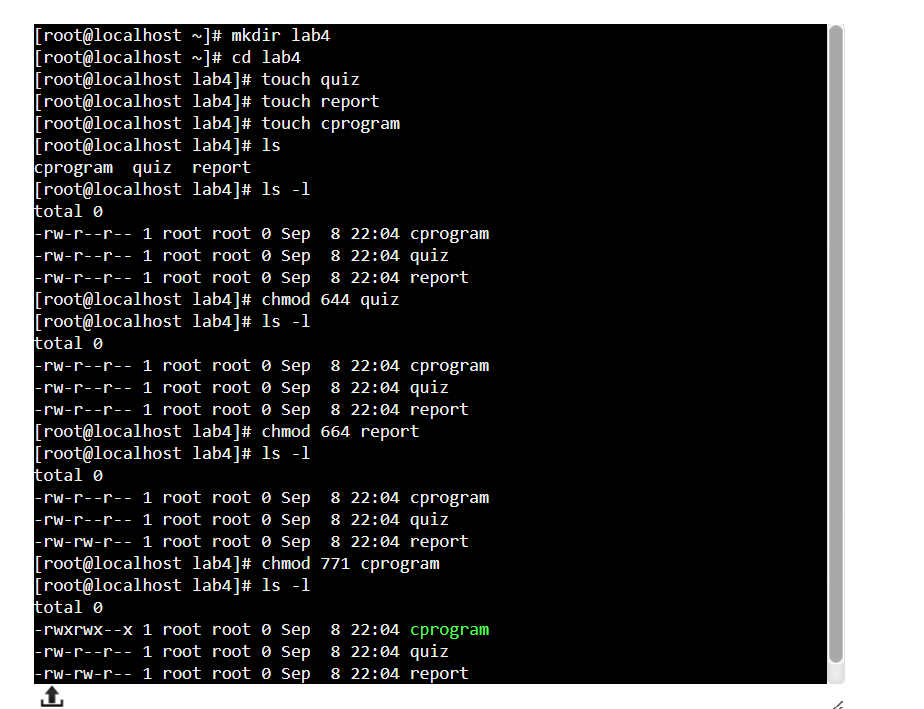 [root@localhost ~]# mkdir lab4
[root@localhost ~]# cd lab4
[root@localhost lab4]# touch quiz
[root@localhost lab4]# touch report
[root@localhost lab4]# touch cprogram
[root@localhost lab4]# ls
cprogram  quiz  report
[root@localhost lab4]# ls -l
total 0
-rw-r--r-- 1 root root 0 Sep  8 22:04 cprogram
-rw-r--r-- 1 root root 0 Sep  8 22:04 quiz
-rw-r--r-- 1 root root 0 Sep  8 22:04 report
[root@localhost lab4]# chmod 644 quiz
[root@localhost lab4]# ls -l
total 0
-rw-r--r-- 1 root root 0 Sep  8 22:04 cprogram
-rw-r--r-- 1 root root 0 Sep  8 22:04 quiz
-rw-r--r-- 1 root root 0 Sep  8 22:04 report
[root@localhost lab4]# chmod 664 report
[root@localhost lab4]# ls -l
total 0
-rw-r--r-- 1 root root 0 Sep  8 22:04 cprogram
-rw-r--r-- 1 root root 0 Sep  8 22:04 quiz
-rw-rw-r-- 1 root root 0 Sep  8 22:04 report
[root@localhost lab4]# chmod 771 cprogram
[root@localhost lab4]# ls -l
total 0
-rwxrwx--x 1 root root 0 Sep  8 22:04 cprogram
-rw-r--r-- 1 root root 0 Sep  8 22:04 quiz
-rw-rw-r-- 1 root root 0 Sep  8 22:04 report